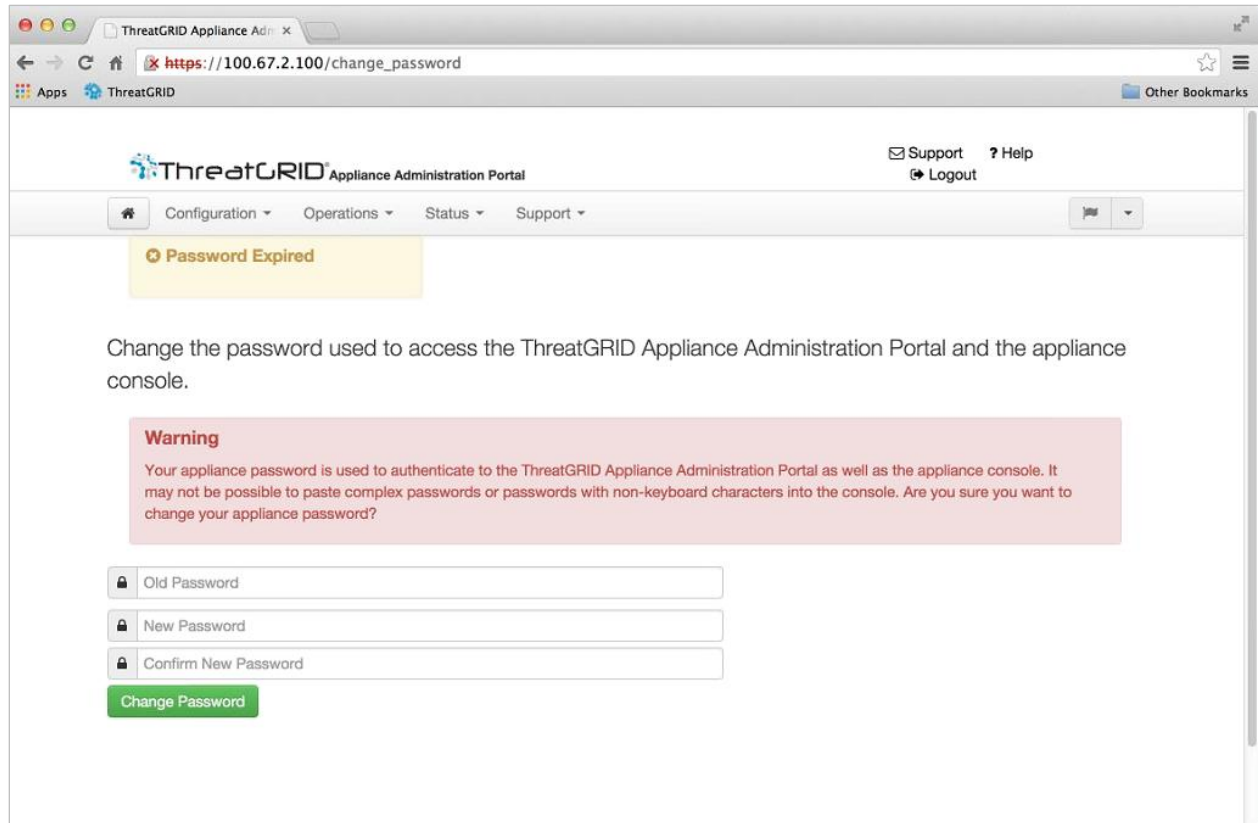 ThreatGRID Appliance Adm
https://100.67.2.100/change_password
Apps ThreatGRID Other Bookmarks
ThreatGRID Appliance Administration Portal
Support ? Help
Logout
Configuration Operations Status Support
Password Expired
Change the password used to access the ThreatGRID Appliance Administration Portal and the appliance
console.
Warning
Your appliance password is used to authenticate to the ThreatGRID Appliance Administration Portal as well as the appliance console. It
may not be possible to paste complex passwords or passwords with non-keyboard characters into the console. Are you sure you want to
change your appliance password?
Old Password
New Password
Confirm New Password
Change Password